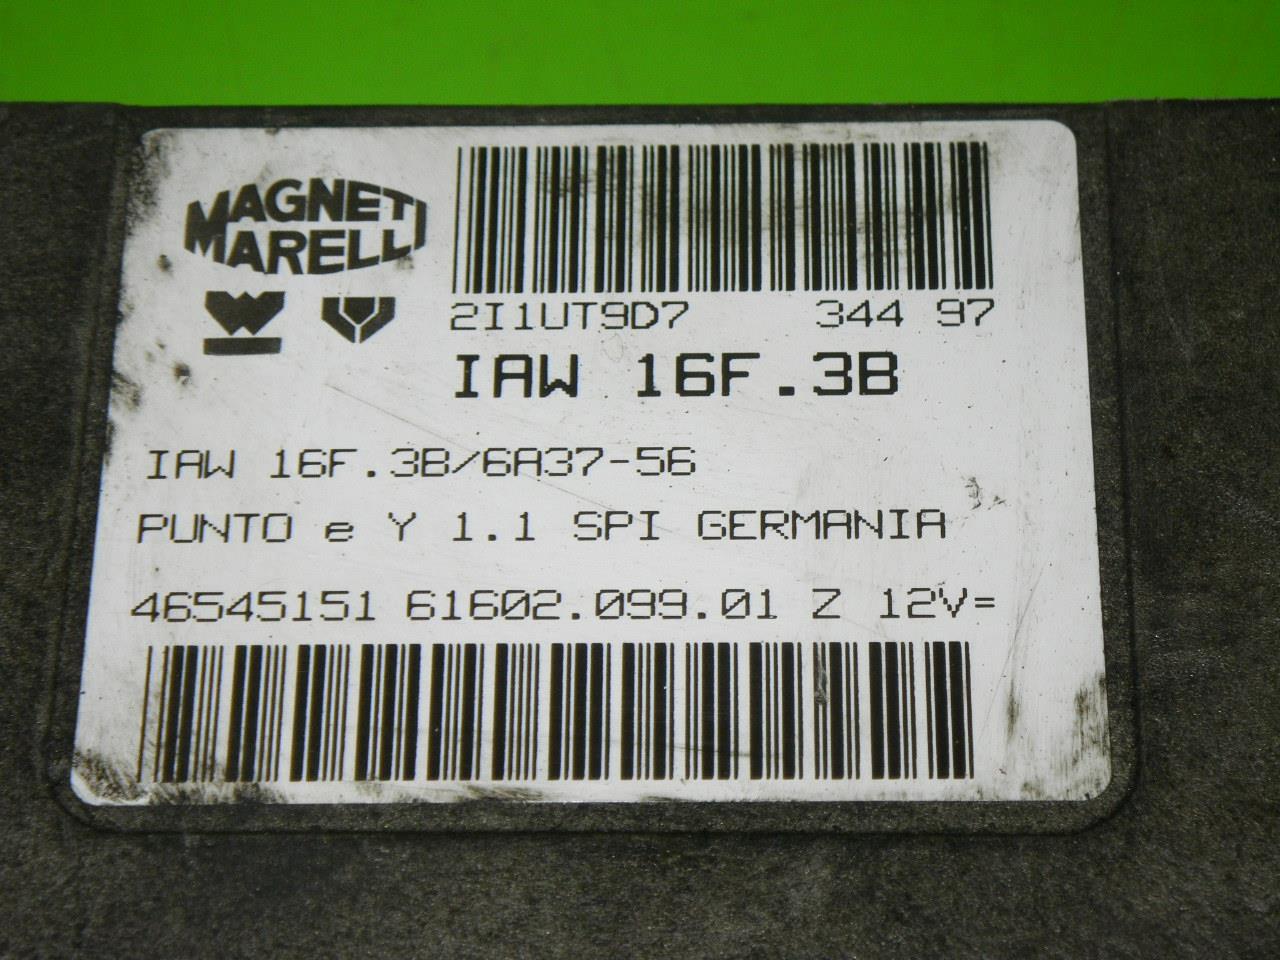 MAGNETI
MARELLI
2I1UT9D7 344 97
IAW 16F.3B
IAW 16F.3B/6A37-56
PUNTO e Y 1.1 SPI GERMANIA
46545151 61602.099.01 Z 12V=